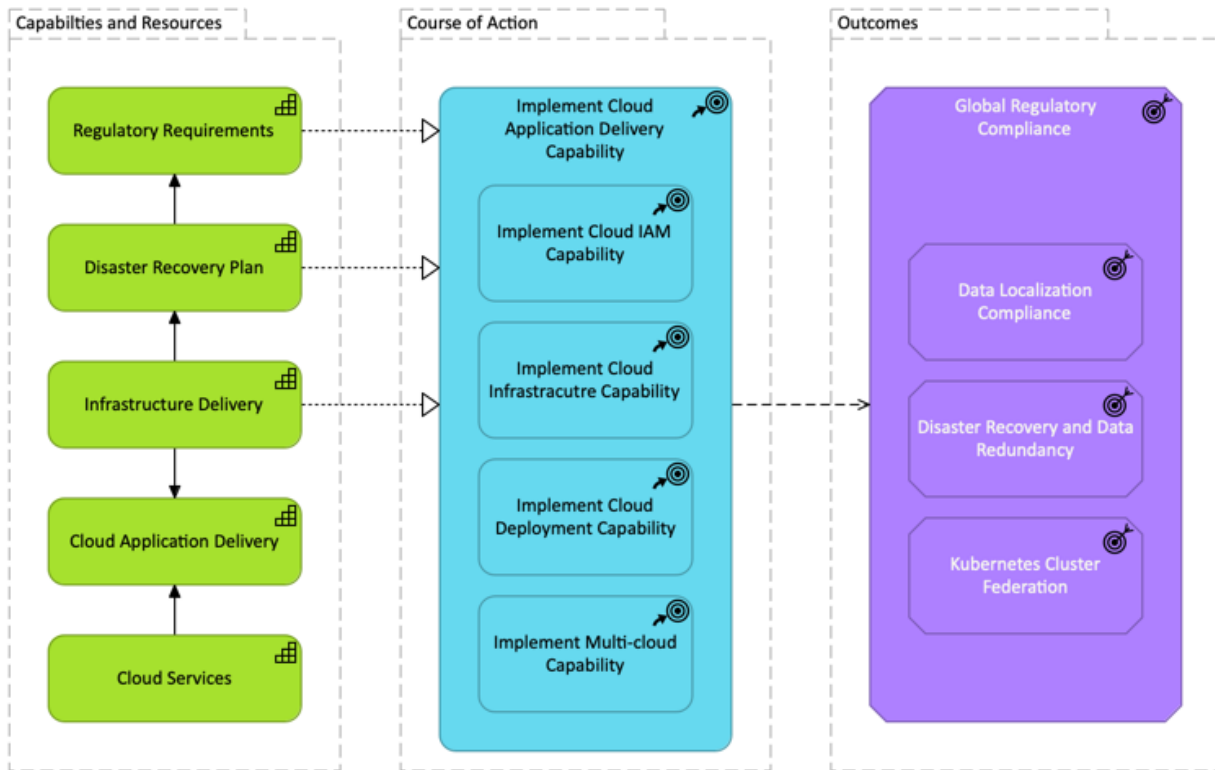 Capabilties and Resources
Regulatory Requirements
Disaster Recovery Plan
Infrastructure Delivery
Cloud Application Delivery
Cloud Services
Course of Action
Implement Cloud
Application Delivery
Capability
Implement Cloud IAM
Capability
Implement Cloud
Infrastracutre Capability
Implement Cloud
Deployment Capability
Implement Multi-cloud
Capability
Outcomes
Global Regulatory
Compliance
Data Localization
Compliance
Disaster Recovery and Data
Redundancy
Kubernetes Cluster
Federation